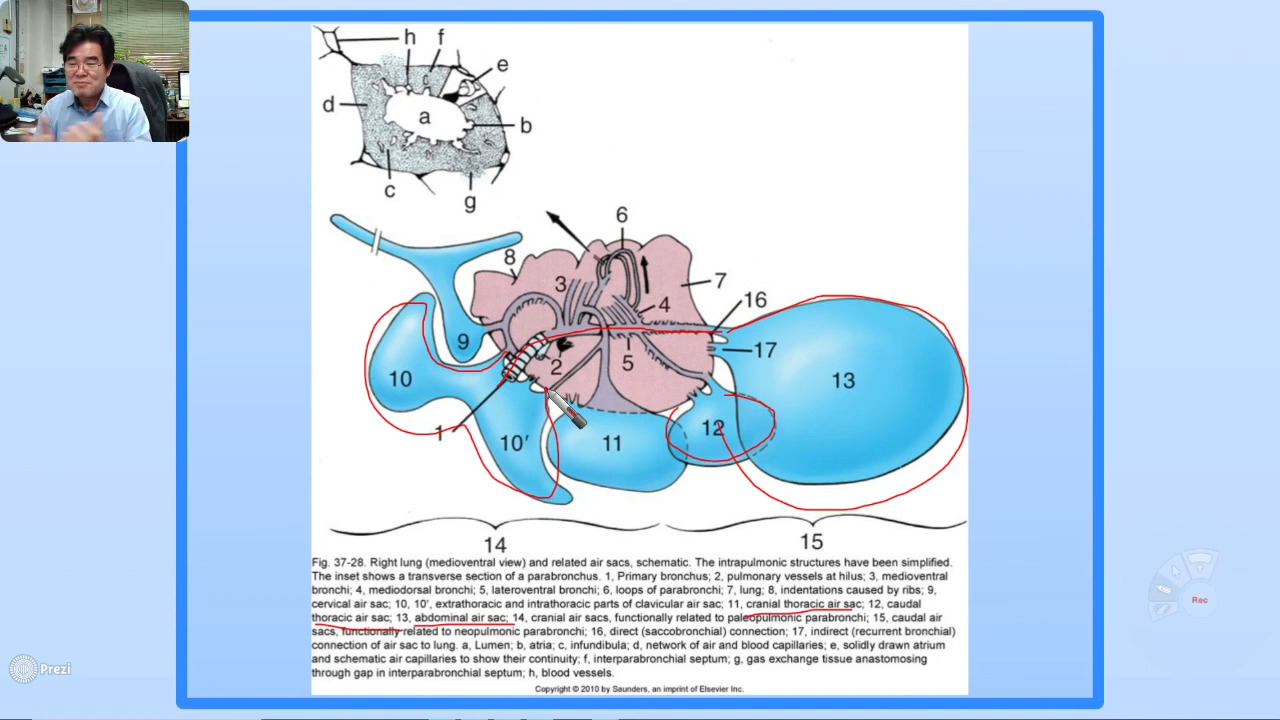 h f
e
d
a
b
c
g
6
8
3
7
4
16
9
2
5
17
10
13
1
10′
11
12
14
15
Fig. 37-28. Right lung (medioventral view) and related air sacs, schematic. The intrapulmonic structures have been simplified.
The inset shows a transverse section of a parabronchus. 1, Primary bronchus; 2, pulmonary vessels at hilus; 3, medioventral
bronchi; 4, mediodorsal bronchi; 5, lateroventral bronchi; 6, loops of parabronchi; 7, lung; 8, indentations caused by ribs; 9,
cervical air sac; 10, 10′, extrathoracic and intrathoracic parts of clavicular air sac; 11, cranial thoracic air sac; 12, caudal
thoracic air sac; 13, abdominal air sac; 14, cranial air sacs, functionally related to paleopulmonic parabronchi; 15, caudal air
sacs, functionally related to neopulmonic parabronchi; 16, direct (saccobronchial) connection; 17, indirect (recurrent bronchial)
connection of air sac to lung. a, Lumen; b, atria; c, infundibula; d, network of air and blood capillaries; e, solidly drawn atrium
and schematic air capillaries to show their continuity; f, interparabronchial septum; g, gas exchange tissue anastomosing
through gap in interparabronchial septum; h, blood vessels.
Copyright © 2010 by Saunders, an imprint of Elsevier Inc.
Rec
Prezi